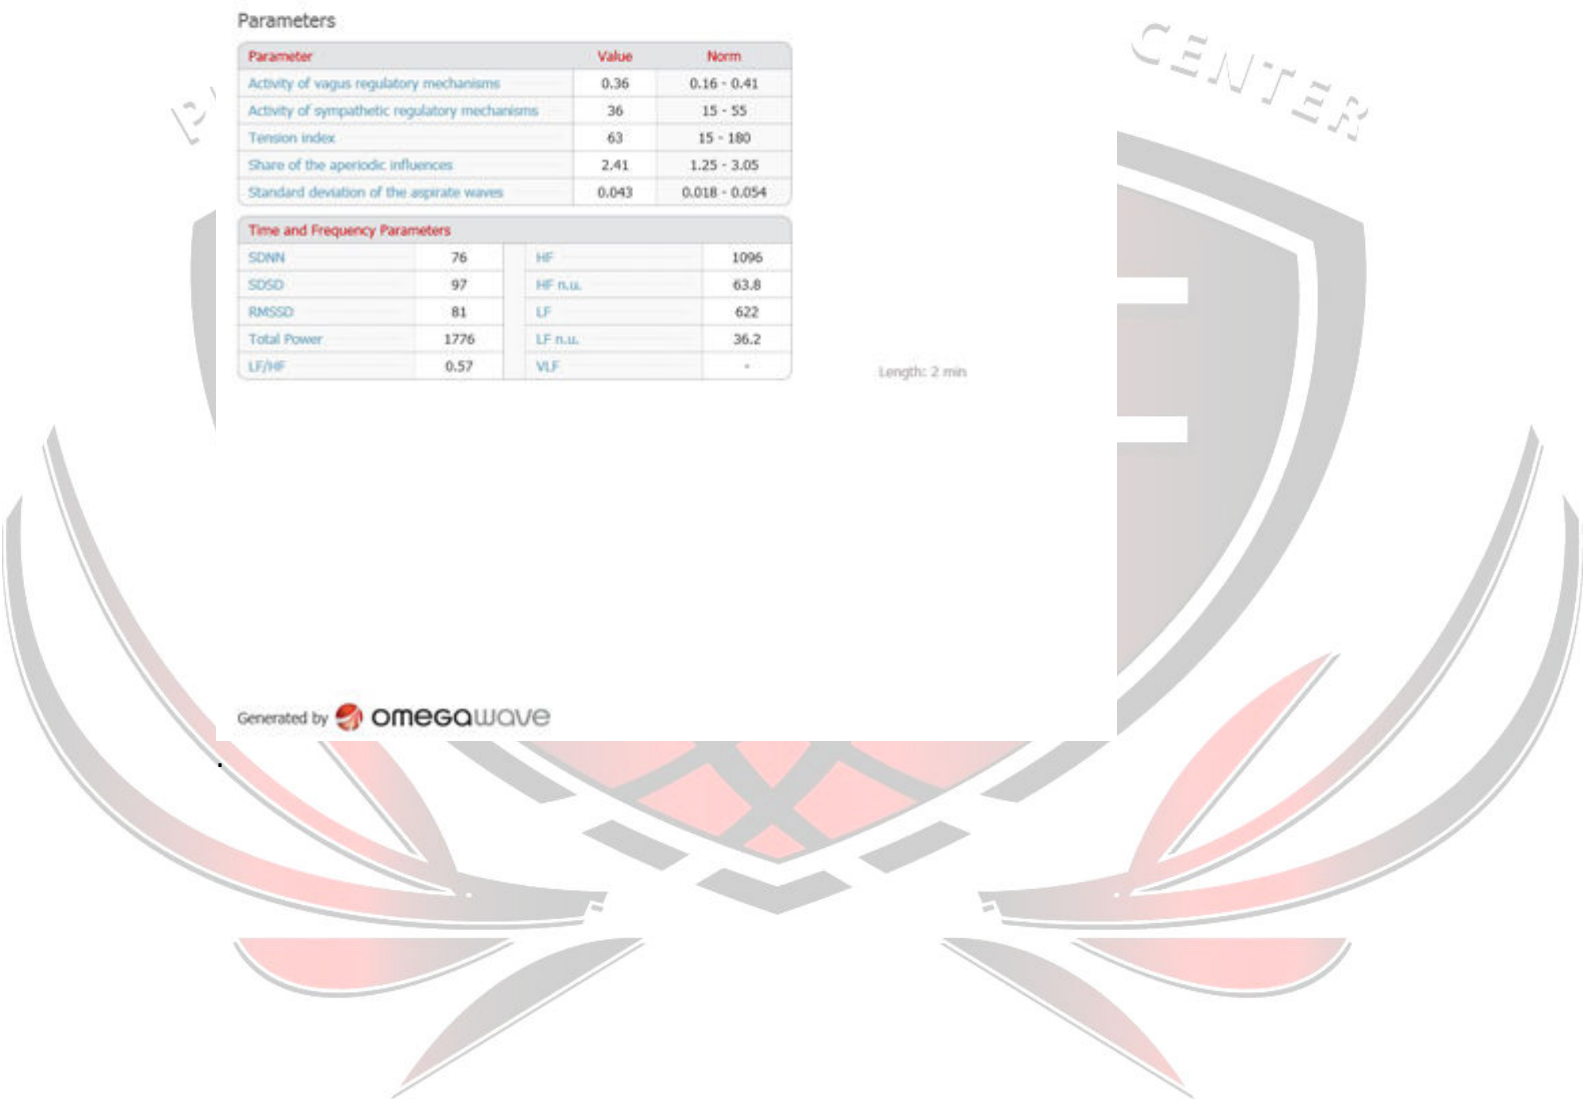 CENTER
Parameters
Parameter Value Norm
Activity of vagus regulatory mechanisms 0.36 0.16 - 0.41
Activity of sympathetic regulatory mechanisms 36 15 - 55
Tension index 63 15 - 180
Share of the aperiodic influences 2.41 1.25 - 3.05
Standard deviation of the aspirate waves 0.043 0.018 - 0.054
Time and Frequency Parameters
SDNN 76 HF 1096
SDSD 97 HF n.u. 63.8
RMSSD 81 LF 622
Total Power 1776 LF n.u. 36.2
LF/HF 0.57 VLF -
Length: 2 min
Generated by omegawave
.